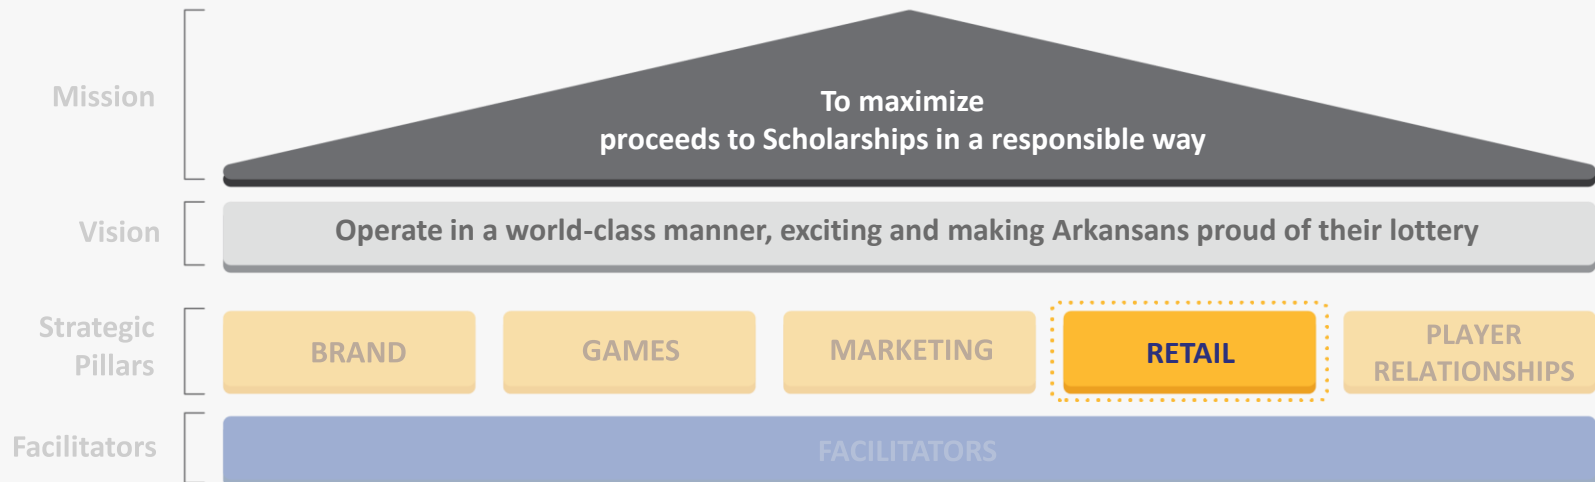 Mission
To maximize
proceeds to Scholarships in a responsible way
Vision
Operate in a world-class manner, exciting and making Arkansans proud of their lottery
Strategic
Pillars
BRAND
GAMES
MARKETING
RETAIL
PLAYER
RELATIONSHIPS
Facilitators
FACILITATORS